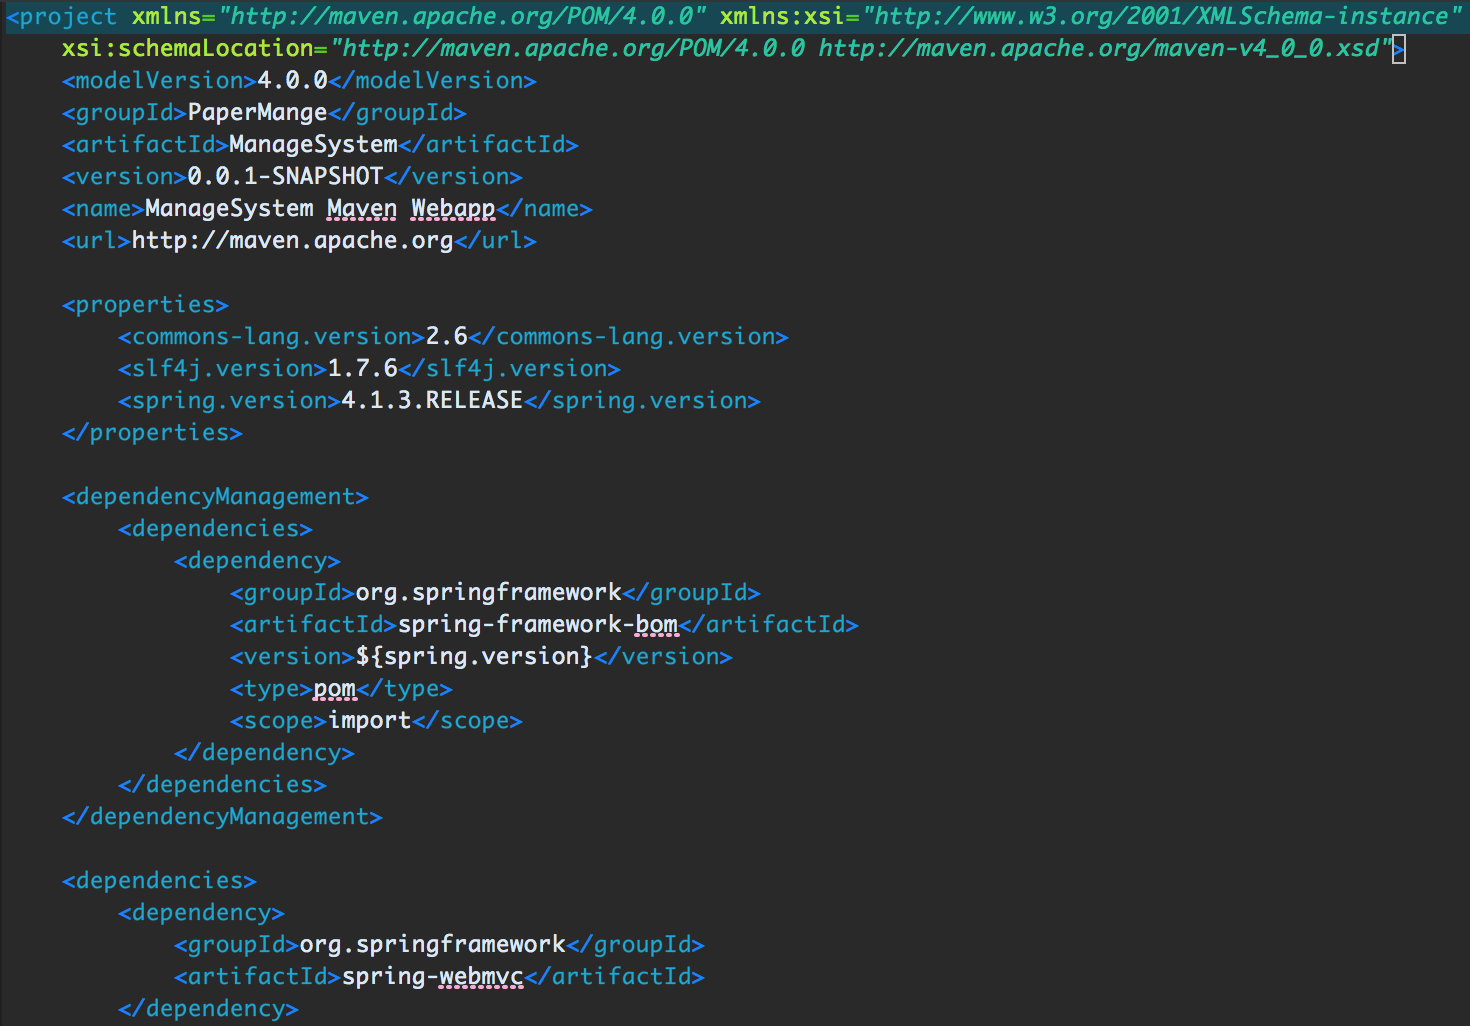 <project xmlns="http://maven.apache.org/POM/4.0.0" xmlns:xsi="http://www.w3.org/2001/XMLSchema-instance"
xsi:schemaLocation="http://maven.apache.org/POM/4.0.0 http://maven.apache.org/maven-v4_0_0.xsd">
<modelVersion>4.0.0</modelVersion>
<groupId>PaperMange</groupId>
<artifactId>ManageSystem</artifactId>
<version>0.0.1-SNAPSHOT</version>
<name>ManageSystem Maven Webapp</name>
<url>http://maven.apache.org</url>
<properties>
<commons-lang.version>2.6</commons-lang.version>
<slf4j.version>1.7.6</slf4j.version>
<spring.version>4.1.3.RELEASE</spring.version>
</properties>
<dependencyManagement>
<dependencies>
<dependency>
<groupId>org.springframework</groupId>
<artifactId>spring-framework-bom</artifactId>
<version>${spring.version}</version>
<type>pom</type>
<scope>import</scope>
</dependency>
</dependencies>
</dependencyManagement>
<dependencies>
<dependency>
<groupId>org.springframework</groupId>
<artifactId>spring-webmvc</artifactId>
</dependency>